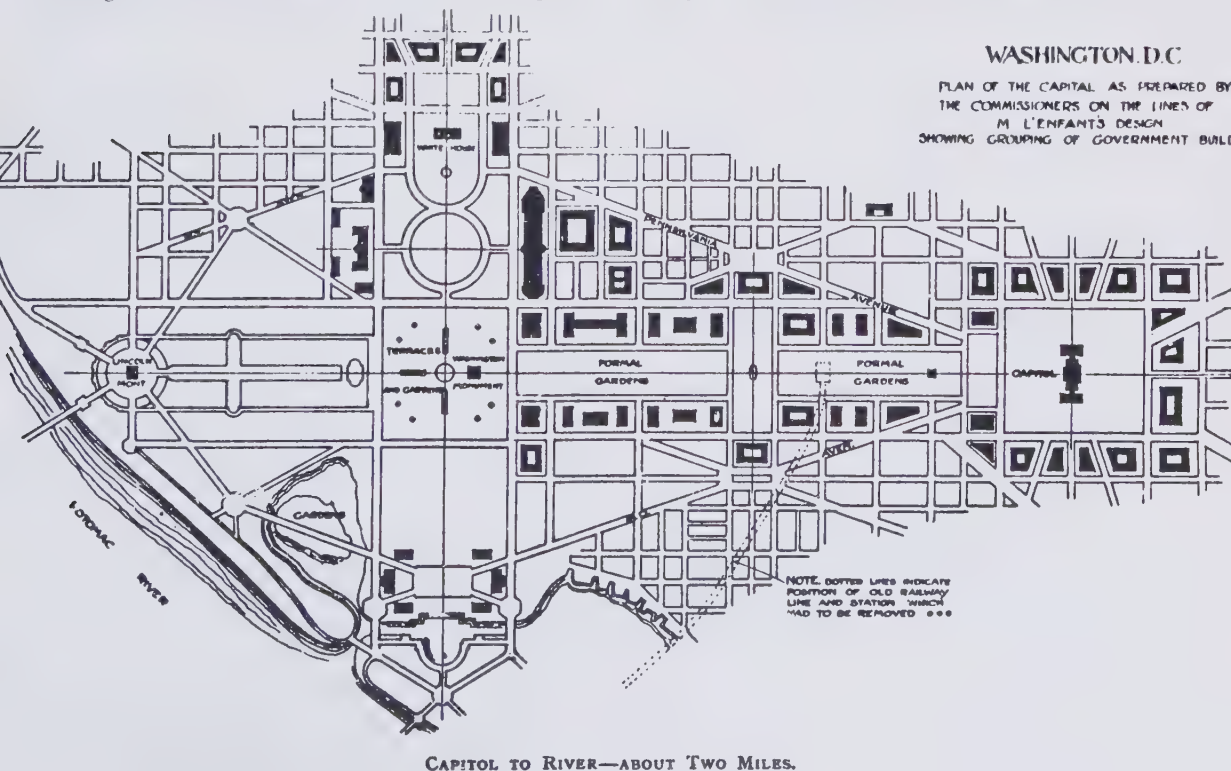 WASHINGTON. D.C
PLAN OF THE CAPITAL AS PREPARED BY
THE COMMISSIONERS ON THE LINES OF
M L'ENFANT'S DESIGN
SHOWING GROUPING OF GOVERNMENT BUILD
WHITE HOUSE
AVEN
PENNSYLVANIA
AVENUE
LINCOLN
MONT
TERRACES
AND GARDENS
WASHINGTON
MONUMENT
FORMAL
GARDENS
FORMAL
GARDENS
CAPITOL
AVEN
GARDENS
POTOMAC
RIVER
NOTE. DOTTED LINES INDICATE
POSITION OF OLD RAILWAY
LINE AND STATION WHICH
HAD TO BE REMOVED
CAPITOL TO RIVER—ABOUT TWO MILES.